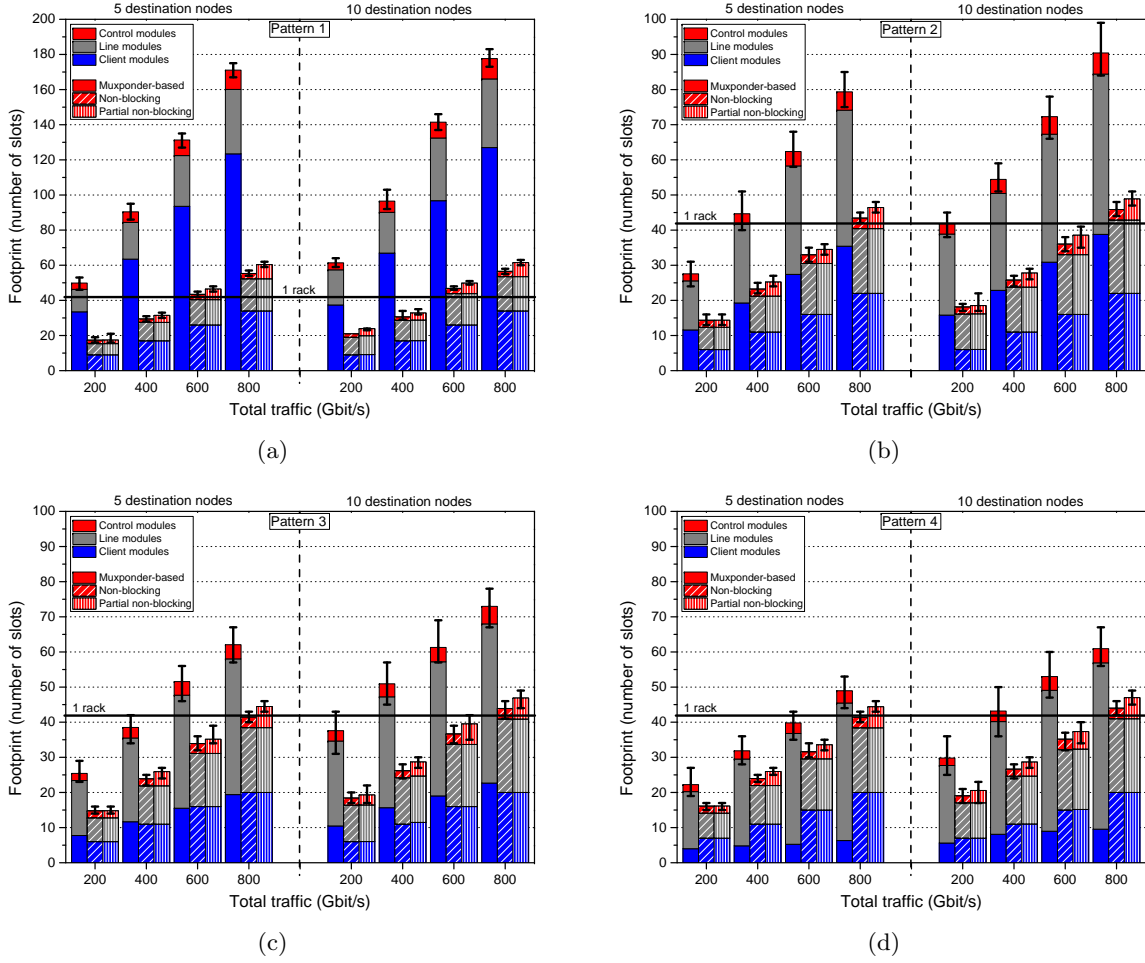 5 destination nodes 10 destination nodes
Pattern 1
200
180
160
140
120
100
80
60
40
20
0
Footprint (number of slots)
Control modules
Line modules
Client modules
Muxponder-based
Non-blocking
Partial non-blocking
1 rack
200 400 600 800 200 400 600 800
Total traffic (Gbit/s)
(a)
5 destination nodes 10 destination nodes
Pattern 2
100
90
80
70
60
50
40
30
20
10
0
Footprint (number of slots)
Control modules
Line modules
Client modules
Muxponder-based
Non-blocking
Partial non-blocking
1 rack
200 400 600 800 200 400 600 800
Total traffic (Gbit/s)
(b)
5 destination nodes 10 destination nodes
Pattern 3
100
90
80
70
60
50
40
30
20
10
0
Footprint (number of slots)
Control modules
Line modules
Client modules
Muxponder-based
Non-blocking
Partial non-blocking
1 rack
200 400 600 800 200 400 600 800
Total traffic (Gbit/s)
(c)
5 destination nodes 10 destination nodes
Pattern 4
100
90
80
70
60
50
40
30
20
10
0
Footprint (number of slots)
Control modules
Line modules
Client modules
Muxponder-based
Non-blocking
Partial non-blocking
1 rack
200 400 600 800 200 400 600 800
Total traffic (Gbit/s)
(d)